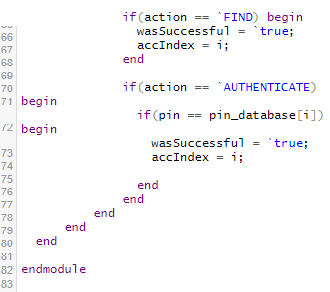 if(action == `FIND) begin
66 wasSuccessful = `true;
67 accIndex = i;
68 end
69
70 if(action == `AUTHENTICATE)
71 begin
if(pin == pin_database[i])
72 begin
wasSuccessful = `true;
73 accIndex = i;
74
75 end
76 end
77 end
78 end
79 end
80
81
82 endmodule
83